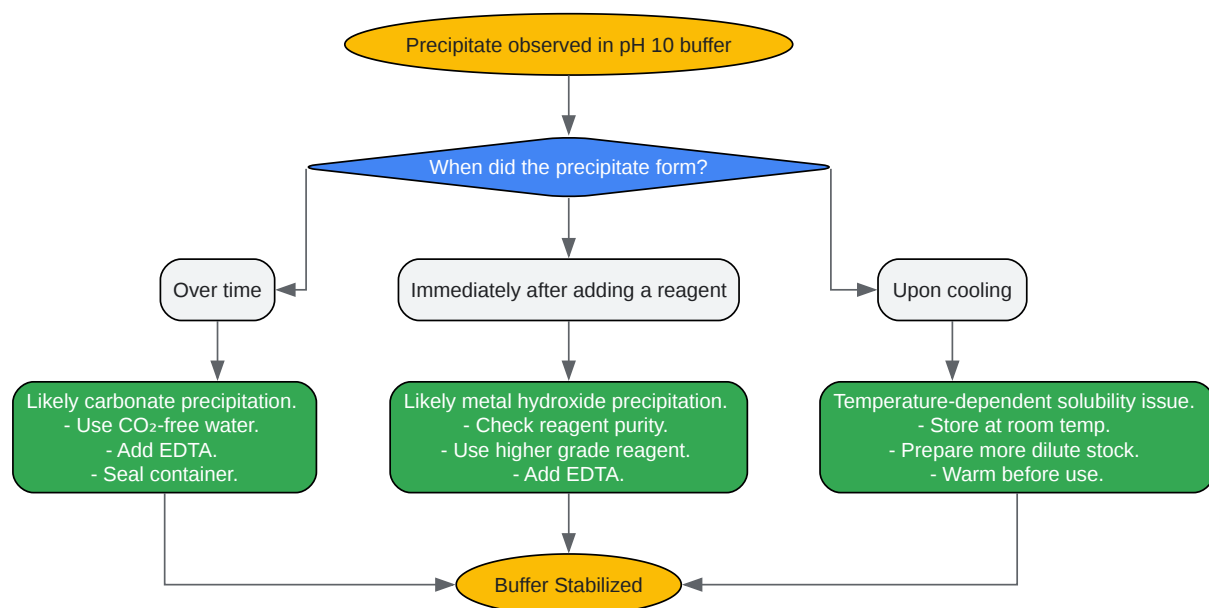 Precipitate observed in pH 10 buffer
When did the precipitate form?
Over time
Immediately after adding a reagent
Upon cooling
Likely carbonate precipitation.
- Use CO₂-free water.
- Add EDTA.
- Seal container.
Likely metal hydroxide precipitation.
- Check reagent purity.
- Use higher grade reagent.
- Add EDTA.
Temperature-dependent solubility issue.
- Store at room temp.
- Prepare more dilute stock.
- Warm before use.
Buffer Stabilized